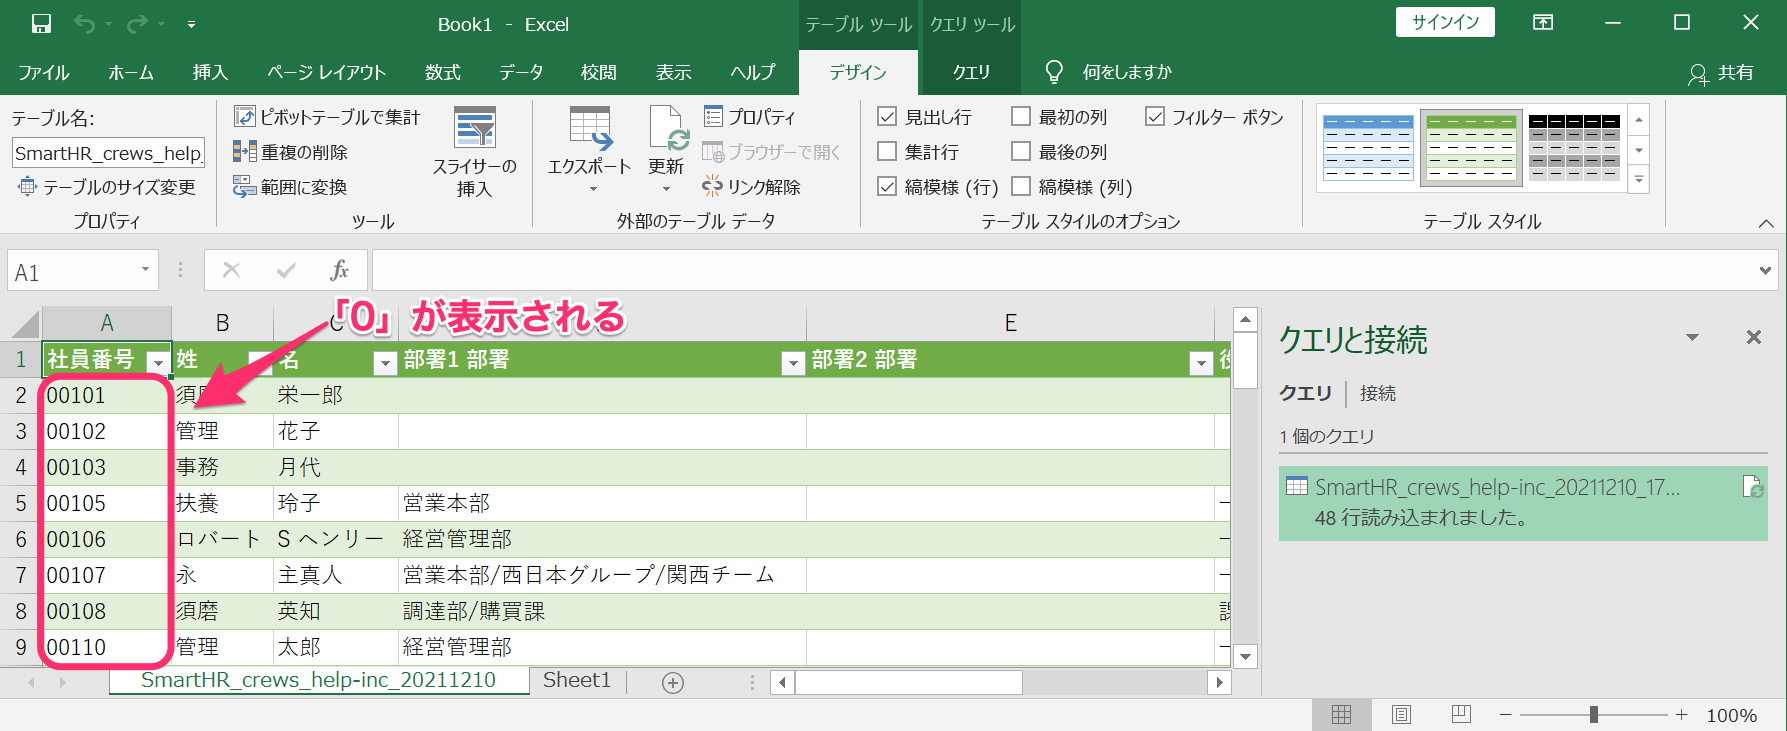 Book1 - Excel
テーブル ツール
クエリ ツール
サインイン
ファイル
ホーム
挿入
ページ レイアウト
数式
データ
校閲
表示
ヘルプ
デザイン
クエリ
何をしますか
共有
テーブル名:
SmartHR_crews_help_
テーブルのサイズ変更
プロパティ
ピボットテーブルで集計
重複の削除
範囲に変換
スライサーの
挿入
ツール
エクスポート
更新
プロパティ
ブラウザーで開く
リンク解除
外部のテーブル データ
見出し行
最初の列
フィルター ボタン
集計行
最後の列
縞模様 (行)
縞模様 (列)
テーブル スタイルのオプション
テーブル スタイル
A1
fx
「0」が表示される
A B C E
1 社員番号 姓 名 部署1 部署 部署2 部署
2 00101 栄一郎
3 00102 管理 花子
4 00103 事務 月代
5 00105 扶養 玲子 営業本部
6 00106 ロバート S ヘンリー 経営管理部
7 00107 永 主真人 営業本部/西日本グループ/関西チーム
8 00108 須磨 英知 調達部/購買課
9 00110 管理 太郎 経営管理部
SmartHR_crews_help-inc_20211210
Sheet1
クエリと接続
クエリ
接続
1 個のクエリ
SmartHR_crews_help-inc_20211210_17...
48 行読み込まれました。
100%